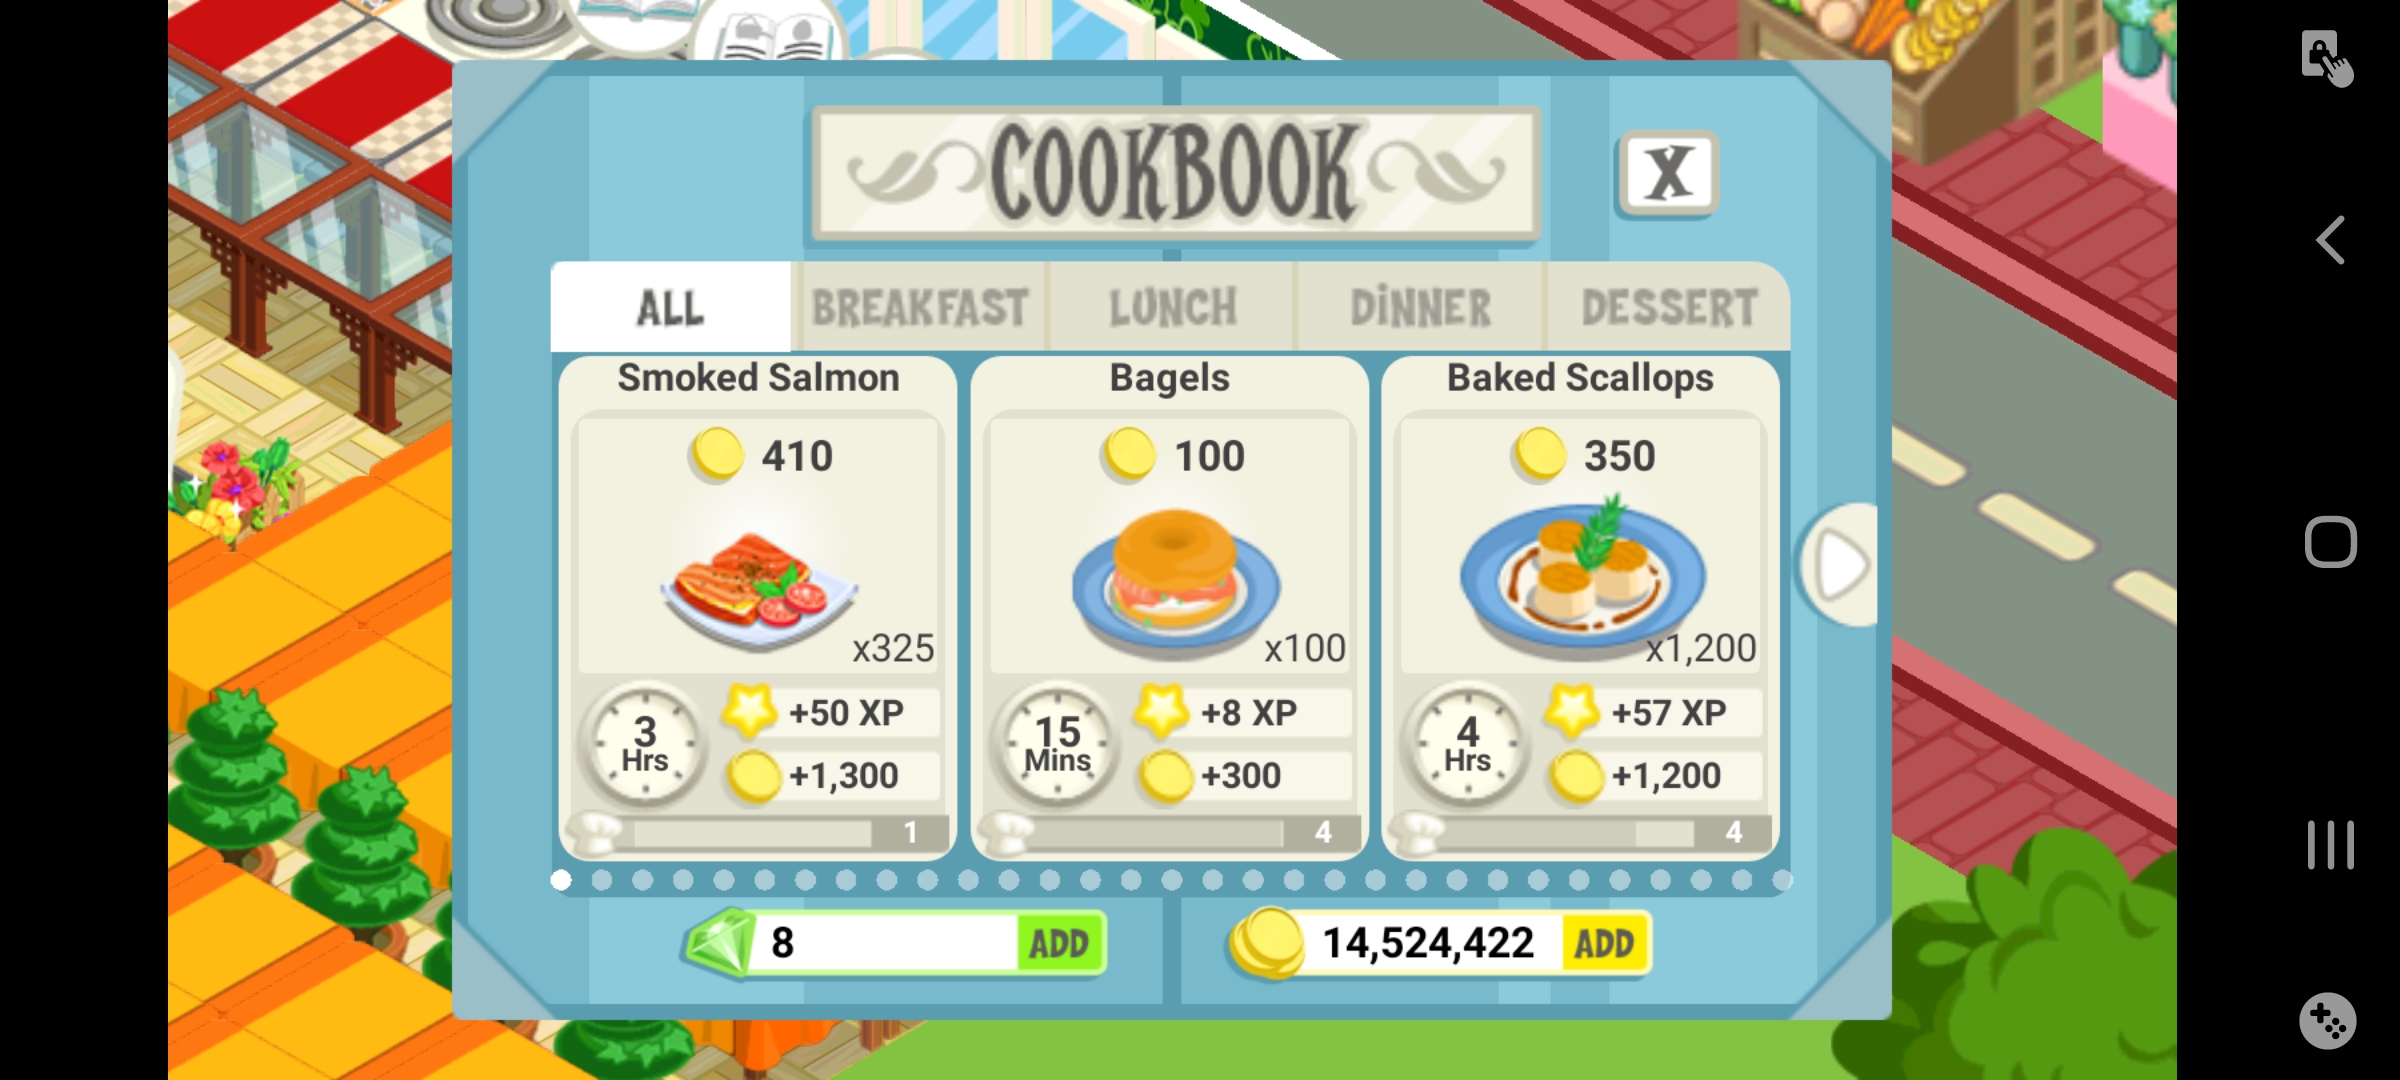 COOKBOOK
X
ALL BREAKFAST LUNCH DINNER DESSERT
Smoked Salmon
410
x325
3
Hrs
+50 XP
+1,300
1
Bagels
100
x100
15
Mins
+8 XP
+300
4
Baked Scallops
350
x1,200
4
Hrs
+57 XP
+1,200
4
8 ADD
14,524,422 ADD